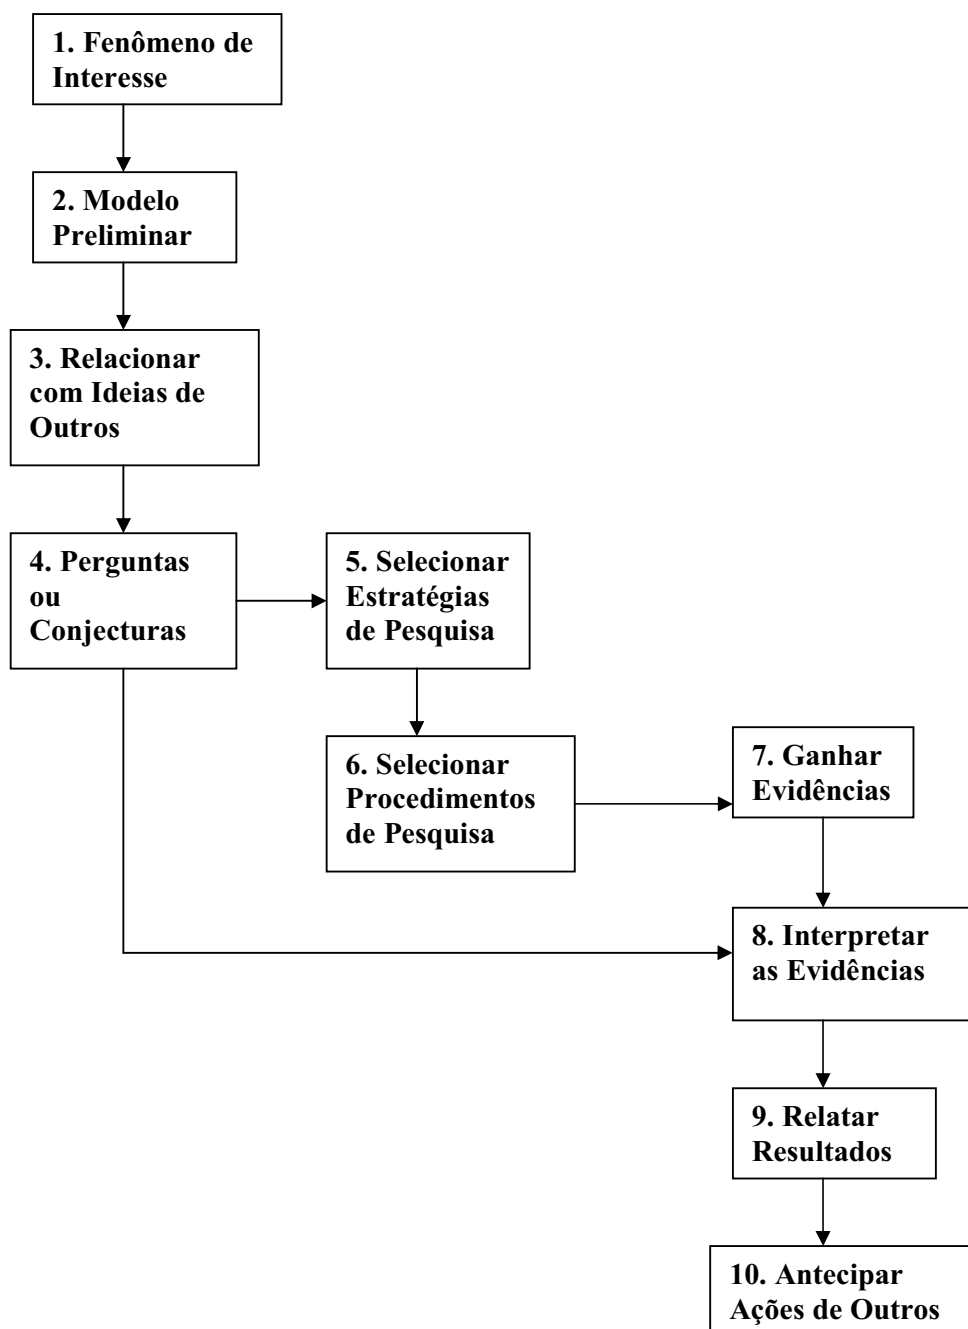 1. Fenômeno de
Interesse
2. Modelo
Preliminar
3. Relacionar
com Ideias de
Outros
4. Perguntas
ou
Conjecturas
5. Selecionar
Estratégias
de Pesquisa
6. Selecionar
Procedimentos
de Pesquisa
7. Ganhar
Evidências
8. Interpretar
as Evidências
9. Relatar
Resultados
10. Antecipar
Ações de Outros